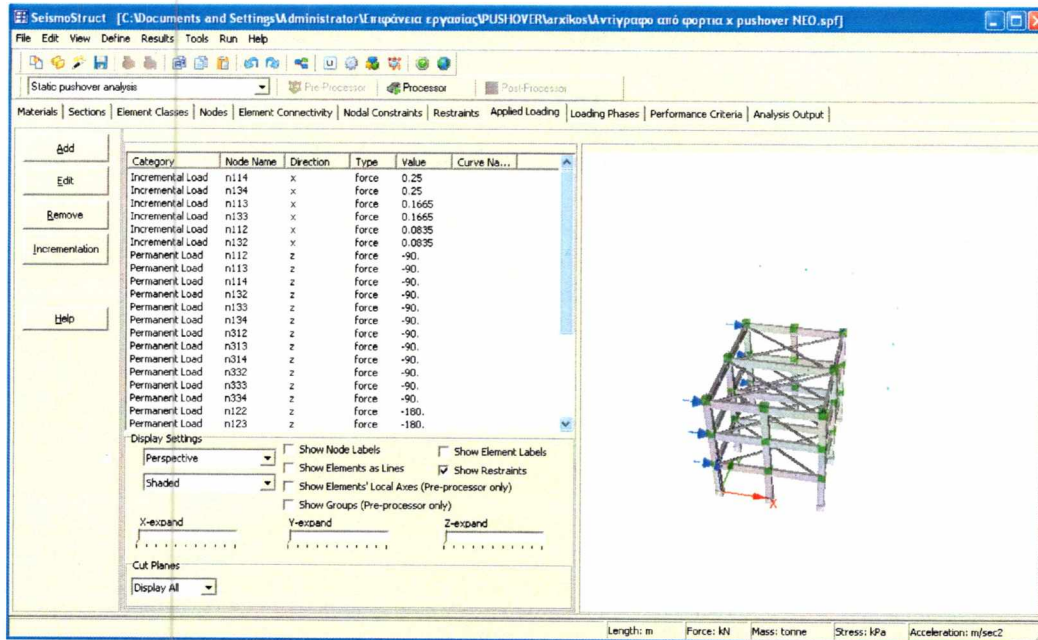 SeismoStruct [C:\Documents and Settings\Administrator\Επιφάνεια εργασίας\PUSHOVER\arxikos\Αντίγραφο από φορτια x pushover NEO.spf]
File Edit View Define Results Tools Run Help
Static pushover analysis Pre-Processor Processor Post-Processor
Materials Sections Element Classes Nodes Element Connectivity Nodal Constraints Restraints Applied Loading Loading Phases Performance Criteria Analysis Output
Add
Edit
Remove
Incrementation
Help
Category Node Name Direction Type Value Curve Na...
Incremental Load n114 x force 0.25
Incremental Load n134 x force 0.25
Incremental Load n113 x force 0.1665
Incremental Load n133 x force 0.1665
Incremental Load n112 x force 0.0835
Incremental Load n132 x force 0.0835
Permanent Load n112 z force -90.
Permanent Load n113 z force -90.
Permanent Load n114 z force -90.
Permanent Load n132 z force -90.
Permanent Load n133 z force -90.
Permanent Load n134 z force -90.
Permanent Load n312 z force -90.
Permanent Load n313 z force -90.
Permanent Load n314 z force -90.
Permanent Load n332 z force -90.
Permanent Load n333 z force -90.
Permanent Load n334 z force -90.
Permanent Load n122 z force -180.
Permanent Load n123 z force -180.
Display Settings
Perspective
Shaded
Show Node Labels Show Element Labels
Show Elements as Lines Show Restraints
Show Elements' Local Axes (Pre-processor only)
Show Groups (Pre-processor only)
X-expand Y-expand Z-expand
Cut Planes
Display All
X
Length: m Force: kN Mass: tonne Stress: kPa Acceleration: m/sec2